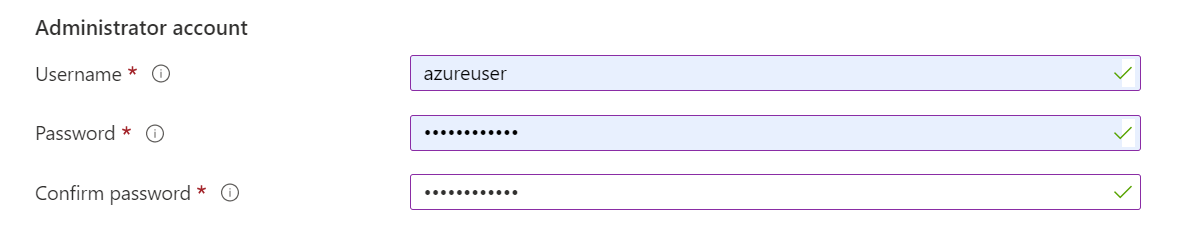 Administrator account
Username * azureuser
Password * ••••••••••••
Confirm password * ••••••••••••